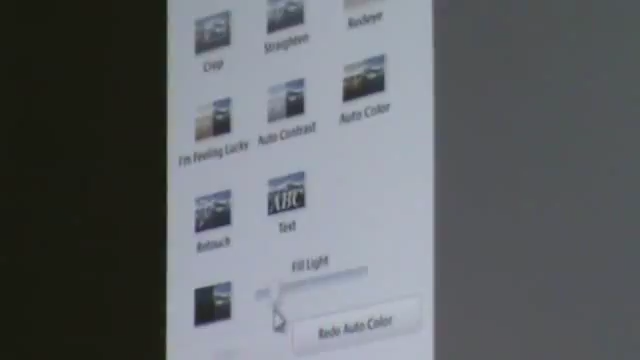 Crop
Straighten
Redeye
I'm Feeling Lucky
Auto Contrast
Auto Color
Retouch
Text
ABC
Fill Light
Redo Auto Color